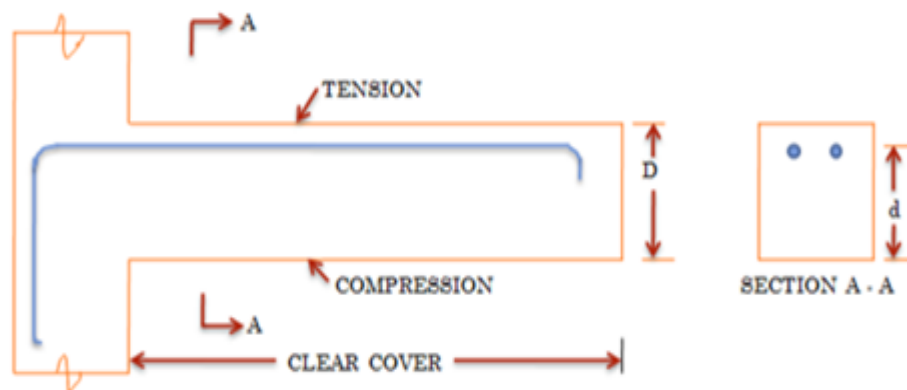 A
TENSION
D
d
COMPRESSION
SECTION A - A
A
CLEAR COVER